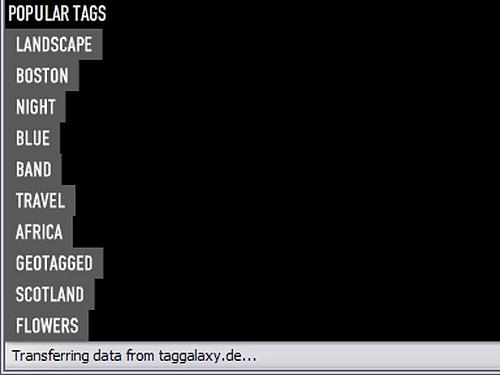 POPULAR TAGS
LANDSCAPE
BOSTON
NIGHT
BLUE
BAND
TRAVEL
AFRICA
GEOTAGGED
SCOTLAND
FLOWERS
Transferring data from taggalaxy.de...